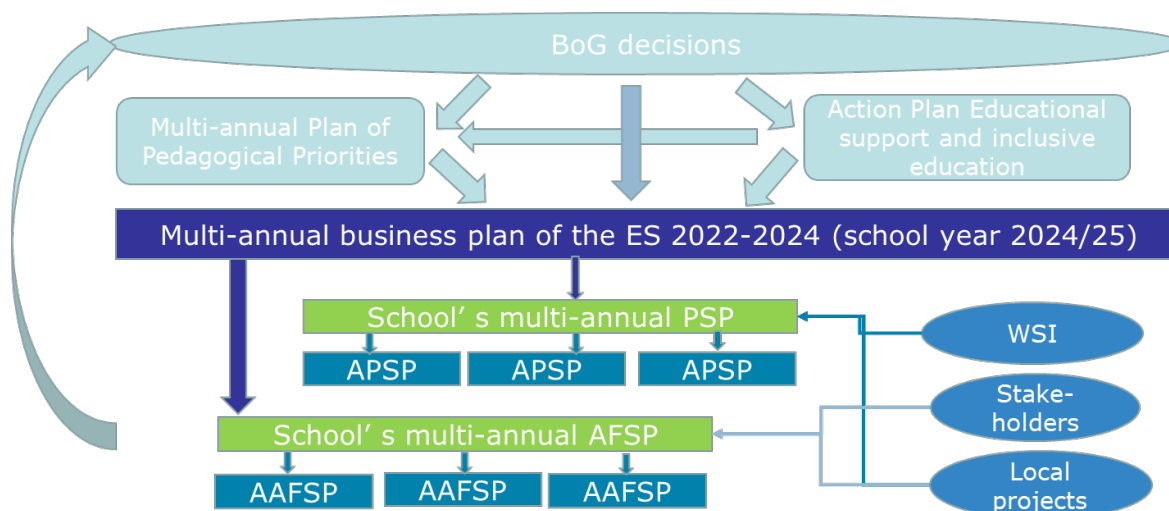 BoG decisions
Multi-annual Plan of
Pedagogical Priorities
Action Plan Educational
support and inclusive
education
Multi-annual business plan of the ES 2022-2024 (school year 2024/25)
School’ s multi-annual PSP
APSP
APSP
APSP
WSI
Stake-
holders
School’ s multi-annual AFSP
AAFSP
AAFSP
AAFSP
Local
projects